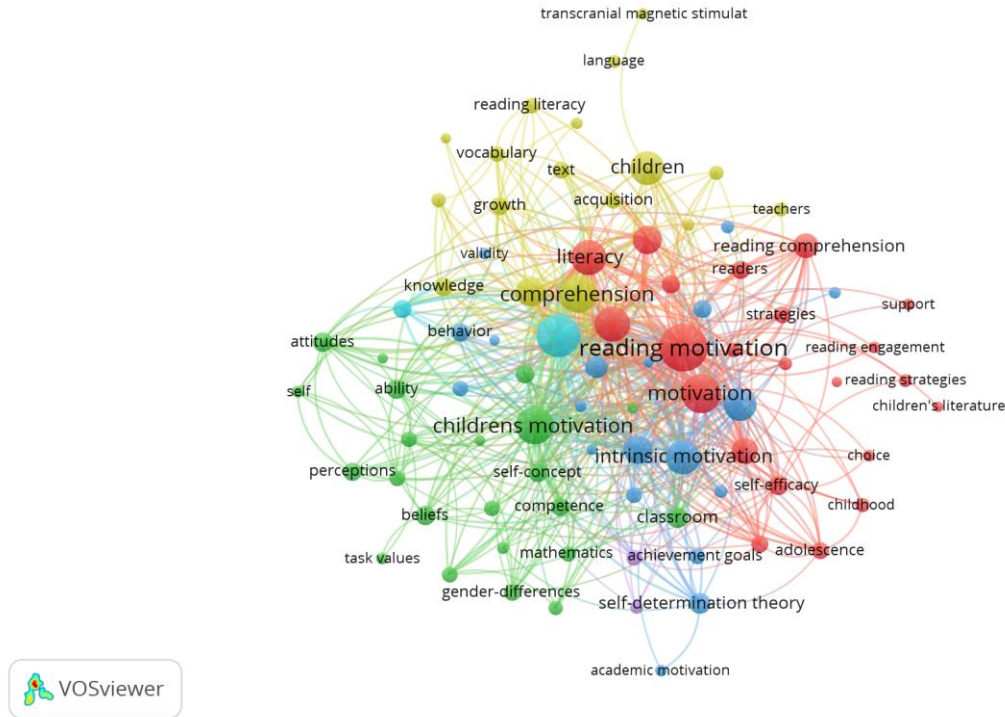 transcranial magnetic stimulat
language
reading literacy
vocabulary
text
children
acquisition
growth
teachers
validity
literacy
readers
reading comprehension
knowledge
comprehension
support
strategies
attitudes
behavior
reading motivation
reading engagement
self
ability
motivation
reading strategies
children's literature
childrens motivation
intrinsic motivation
choice
perceptions
self-concept
self-efficacy
competence
childhood
beliefs
classroom
task values
mathematics
achievement goals
adolescence
gender-differences
self-determination theory
academic motivation
VOSviewer